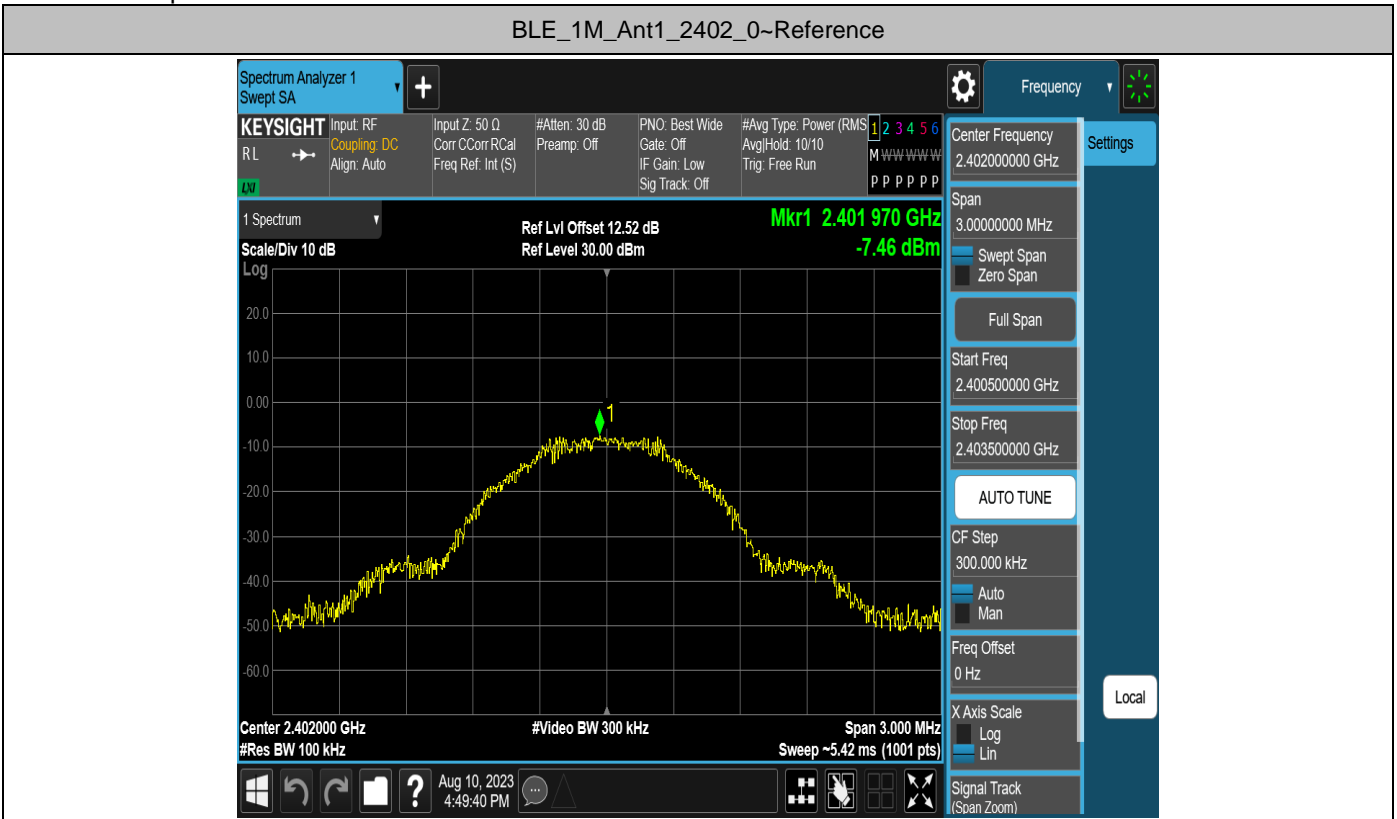 BLE_1M_Ant1_2402_0~Reference
Spectrum Analyzer 1
Swept SA
+
Frequency
KEYSIGHT
RL
LXI
Input: RF
Coupling: DC
Align: Auto
Input Z: 50 Ω
Corr CCorr RCal
Freq Ref: Int (S)
#Atten: 30 dB
Preamp: Off
PNO: Best Wide
Gate: Off
IF Gain: Low
Sig Track: Off
#Avg Type: Power (RMS
Avg|Hold: 10/10
Trig: Free Run
1 2 3 4 5 6
M W W W W W
P P P P P P
1 Spectrum
Scale/Div 10 dB
Log
Ref Lvl Offset 12.52 dB
Ref Level 30.00 dBm
Mkr1 2.401 970 GHz
-7.46 dBm
20.0
10.0
0.00
-10.0
-20.0
-30.0
-40.0
-50.0
-60.0
1
Center 2.402000 GHz
#Res BW 100 kHz
#Video BW 300 kHz
Span 3.000 MHz
Sweep ~5.42 ms (1001 pts)
Center Frequency
2.402000000 GHz
Settings
Span
3.00000000 MHz
Swept Span
Zero Span
Full Span
Start Freq
2.400500000 GHz
Stop Freq
2.403500000 GHz
AUTO TUNE
CF Step
300.000 kHz
Auto
Man
Freq Offset
0 Hz
X Axis Scale
Log
Lin
Local
Signal Track
(Span Zoom)
?
Aug 10, 2023
4:49:40 PM